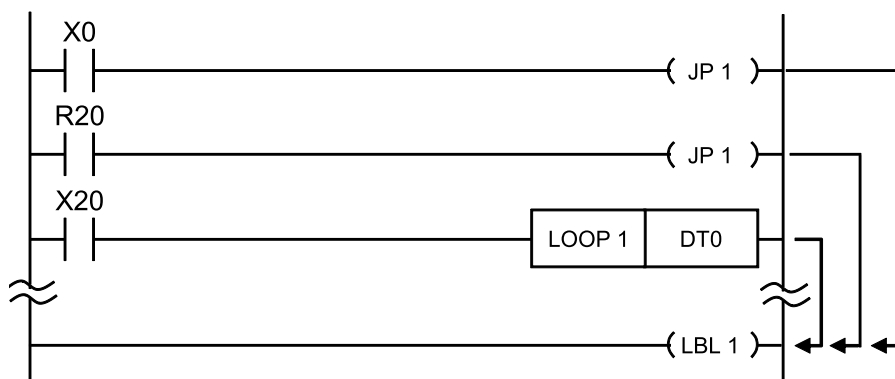 X0
( JP 1 )
R20
( JP 1 )
X20
LOOP 1 DT0
( LBL 1 )